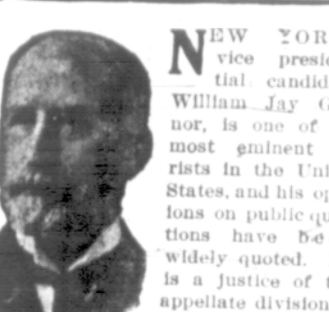 NEW YOR
vice presid
tial candid
William Jay G
nor, is one of
most eminent
rists in the Uni
States, and his op
ions on public qu
tions have be
widely quoted.
is a justice of t
appellate division